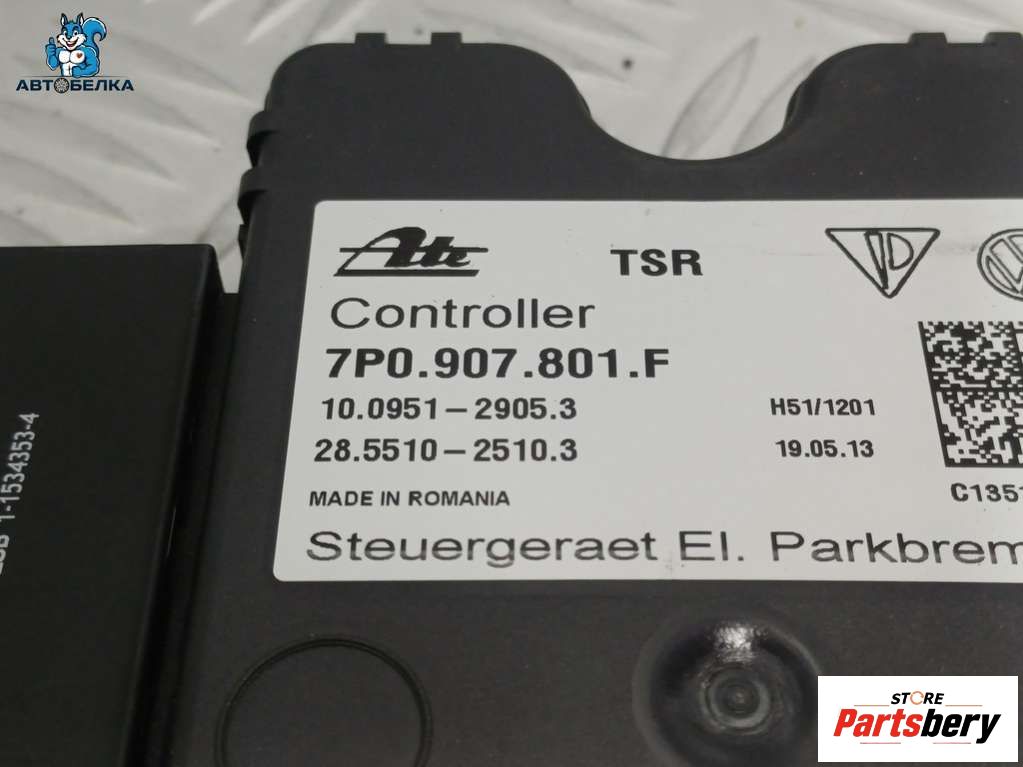 АВТОБЕЛКА
Ate TSR
Controller
7P0.907.801.F
10.0951-2905.3 H51/1201
28.5510-2510.3 19.05.13
MADE IN ROMANIA C1351
Steuergeraet El. Parkbrem
1-1534353-4
STORE
Partsbery